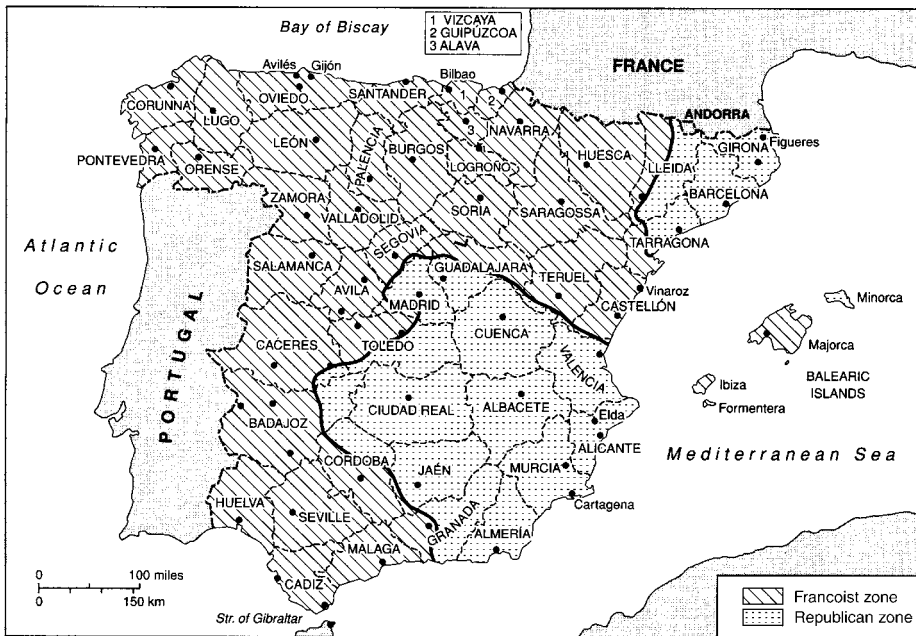 Bay of Biscay
1 VIZCAYA
2 GUIPÚZCOA
3 ALAVA
FRANCE
Avilés
Gijón
Bilbao
CORUNNA
LUGO
OVIEDO
SANTANDER
1
2
3
NAVARRA
ANDORRA
GIRONA
Figueres
PONTEVEDRA
ORENSE
LEÓN
PALENCIA
BURGOS
LOGROÑO
HUESCA
LLEIDA
BARCELONA
ZAMORA
VALLADOLID
SORIA
SARAGOSSA
TARRAGONA
Atlantic
Ocean
SALAMANCA
SEGOVIA
AVILA
GUADALAJARA
MADRID
TERUEL
Vinaroz
CASTELLÓN
Minorca
Majorca
PORTUGAL
CACERES
TOLEDO
CUENCA
VALENCIA
Ibiza
Formentera
BALEARIC
ISLANDS
BADAJOZ
CIUDAD REAL
ALBACETE
Elda
ALICANTE
Mediterranean Sea
CORDOBA
JAÉN
MURCIA
Cartagena
HUELVA
SEVILLE
GRANADA
ALMERÍA
MALAGA
CADIZ
0 100 miles
0 150 km
Str. of Gibraltar
Francoist zone
Republican zone